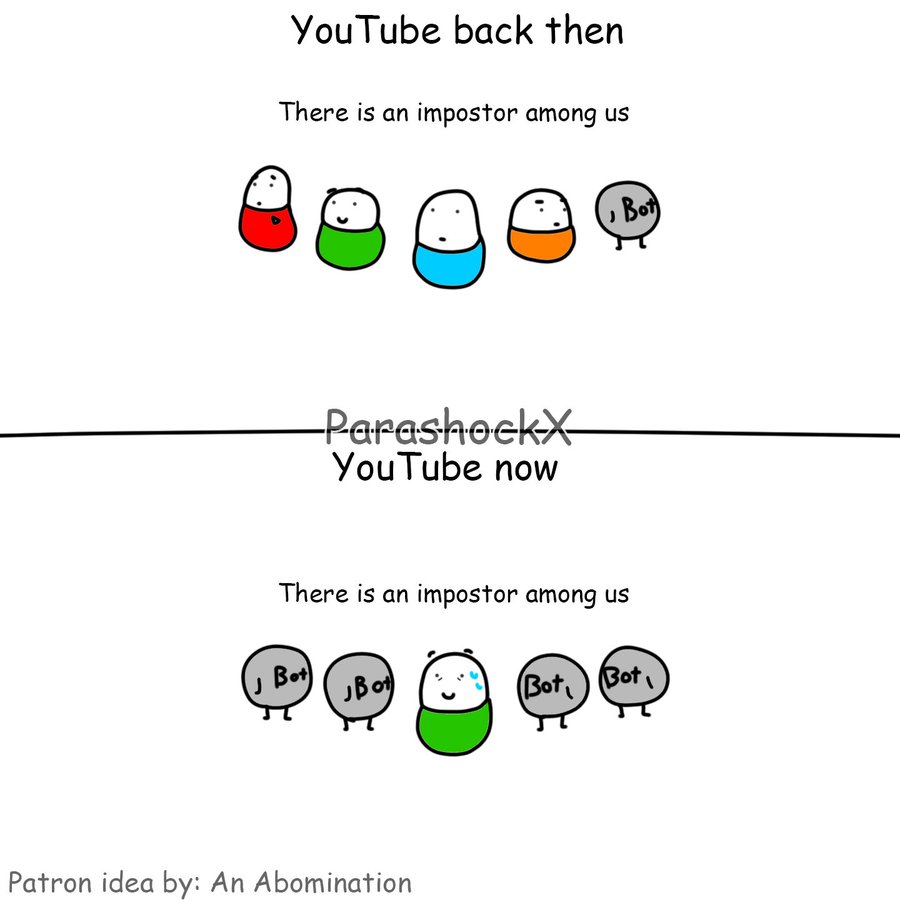 YouTube back then
There is an impostor among us
Bot
ParashockX
YouTube now
There is an impostor among us
Bot Bot Bot Bot
Patron idea by: An Abomination